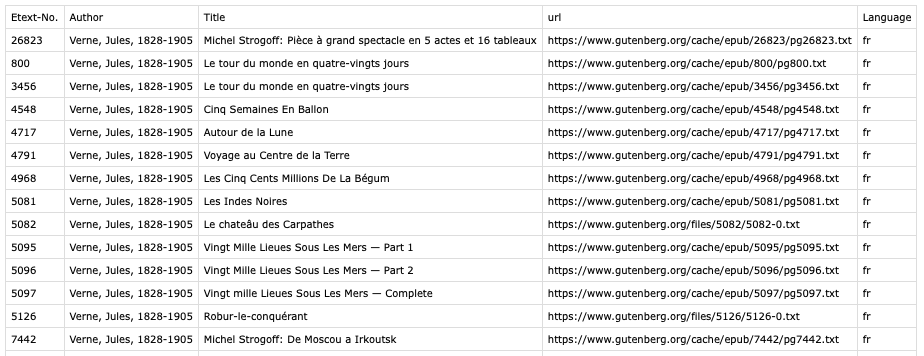 Etext-No. Author Title url Language
26823 Verne, Jules, 1828-1905 Michel Strogoff: Pièce à grand spectacle en 5 actes et 16 tableaux https://www.gutenberg.org/cache/epub/26823/pg26823.txt fr
800 Verne, Jules, 1828-1905 Le tour du monde en quatre-vingts jours https://www.gutenberg.org/cache/epub/800/pg800.txt fr
3456 Verne, Jules, 1828-1905 Le tour du monde en quatre-vingts jours https://www.gutenberg.org/cache/epub/3456/pg3456.txt fr
4548 Verne, Jules, 1828-1905 Cinq Semaines En Ballon https://www.gutenberg.org/cache/epub/4548/pg4548.txt fr
4717 Verne, Jules, 1828-1905 Autour de la Lune https://www.gutenberg.org/cache/epub/4717/pg4717.txt fr
4791 Verne, Jules, 1828-1905 Voyage au Centre de la Terre https://www.gutenberg.org/cache/epub/4791/pg4791.txt fr
4968 Verne, Jules, 1828-1905 Les Cinq Cents Millions De La Bégum https://www.gutenberg.org/cache/epub/4968/pg4968.txt fr
5081 Verne, Jules, 1828-1905 Les Indes Noires https://www.gutenberg.org/cache/epub/5081/pg5081.txt fr
5082 Verne, Jules, 1828-1905 Le chateâu des Carpathes https://www.gutenberg.org/files/5082/5082-0.txt fr
5095 Verne, Jules, 1828-1905 Vingt Mille Lieues Sous Les Mers — Part 1 https://www.gutenberg.org/cache/epub/5095/pg5095.txt fr
5096 Verne, Jules, 1828-1905 Vingt Mille Lieues Sous Les Mers — Part 2 https://www.gutenberg.org/cache/epub/5096/pg5096.txt fr
5097 Verne, Jules, 1828-1905 Vingt mille Lieues Sous Les Mers — Complete https://www.gutenberg.org/cache/epub/5097/pg5097.txt fr
5126 Verne, Jules, 1828-1905 Robur-le-conquérant https://www.gutenberg.org/files/5126/5126-0.txt fr
7442 Verne, Jules, 1828-1905 Michel Strogoff: De Moscou a Irkoutsk https://www.gutenberg.org/cache/epub/7442/pg7442.txt fr